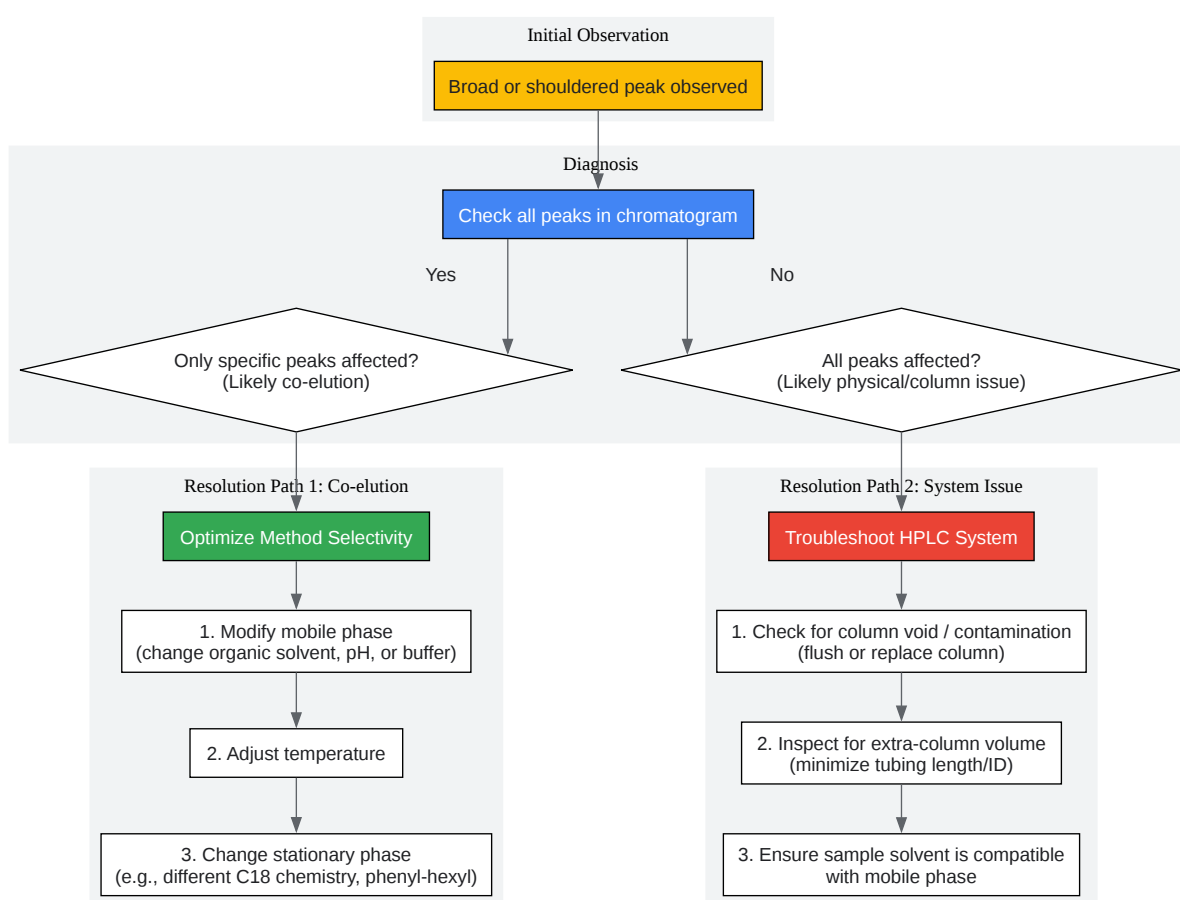 Initial Observation
Broad or shouldered peak observed
Diagnosis
Check all peaks in chromatogram
Yes
No
Only specific peaks affected?
(Likely co-elution)
All peaks affected?
(Likely physical/column issue)
Resolution Path 1: Co-elution
Optimize Method Selectivity
1. Modify mobile phase
(change organic solvent, pH, or buffer)
2. Adjust temperature
3. Change stationary phase
(e.g., different C18 chemistry, phenyl-hexyl)
Resolution Path 2: System Issue
Troubleshoot HPLC System
1. Check for column void / contamination
(flush or replace column)
2. Inspect for extra-column volume
(minimize tubing length/ID)
3. Ensure sample solvent is compatible
with mobile phase